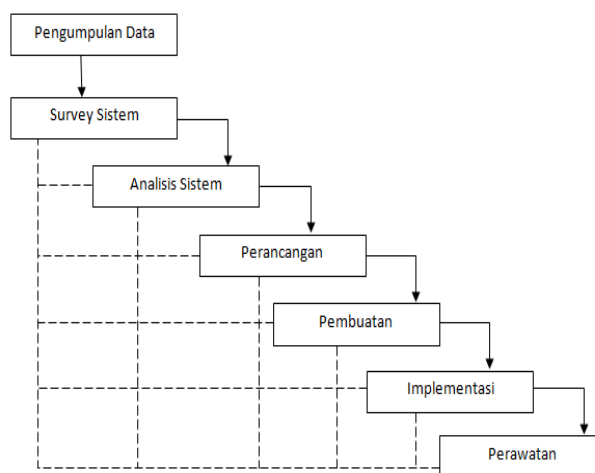 Pengumpulan Data
Survey Sistem
Analisis Sistem
Perancangan
Pembuatan
Implementasi
Perawatan